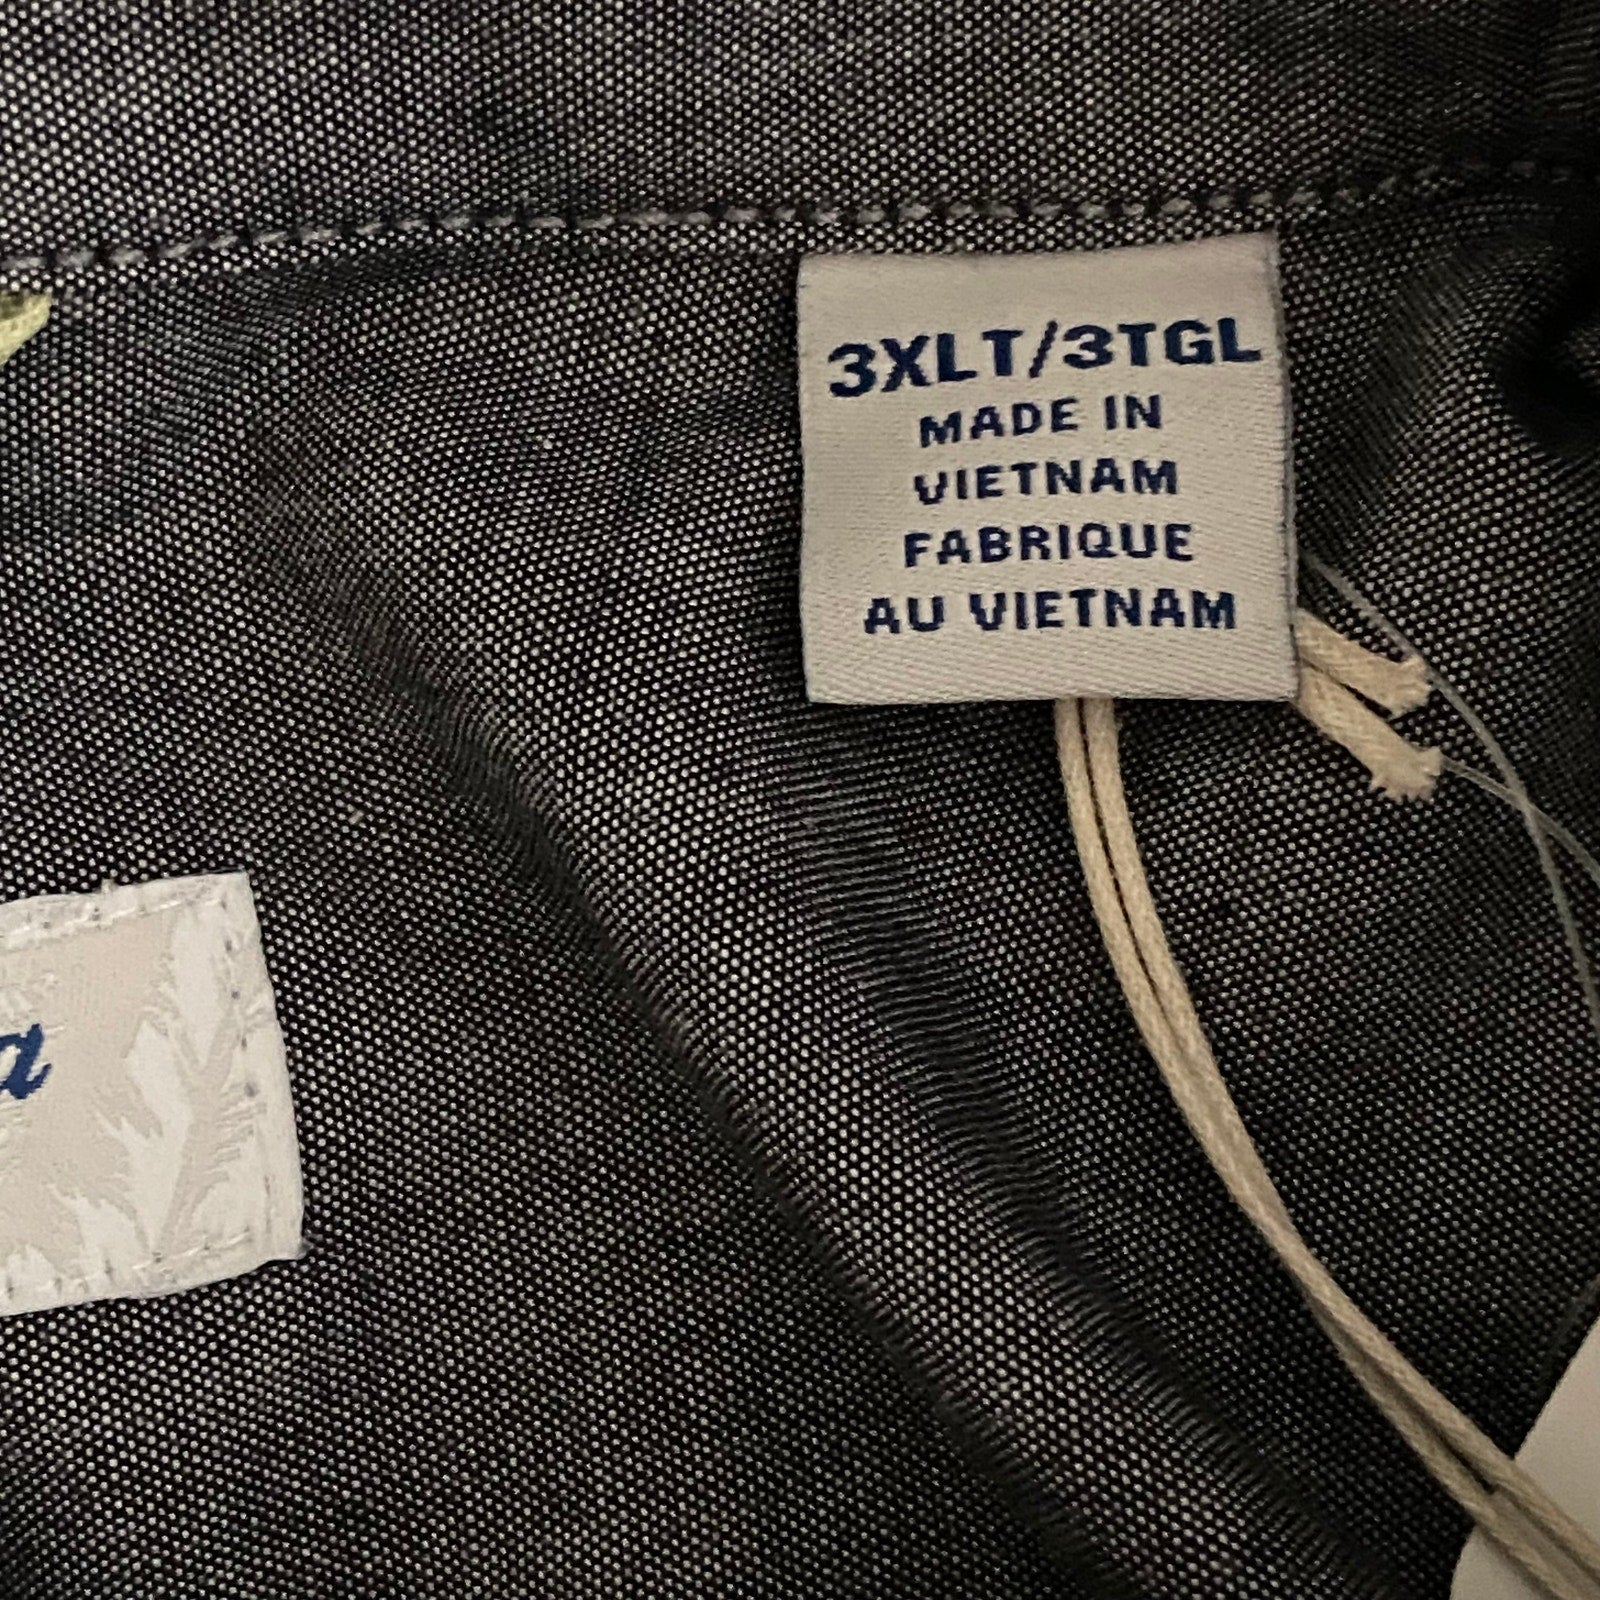 3XLT/3TGL
MADE IN
VIETNAM
FABRIQUE
AU VIETNAM
a